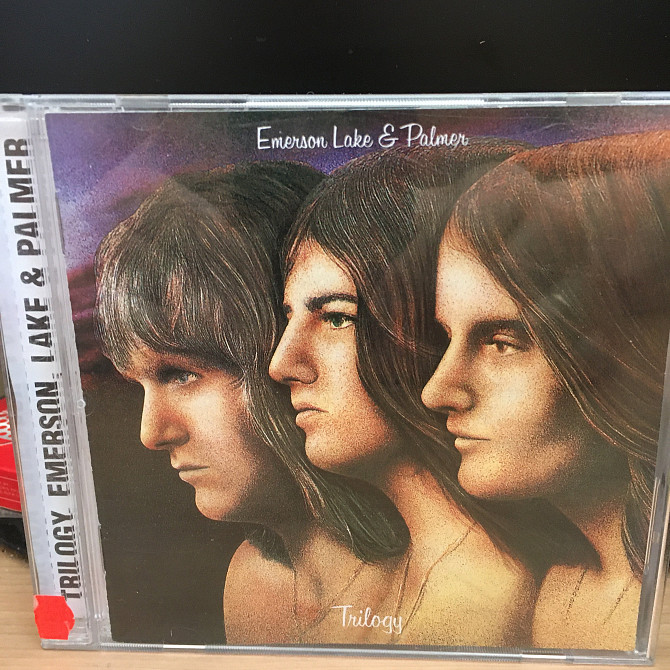 Emerson Lake & Palmer
Trilogy
TRILOGY EMERSON, LAKE & PALMER